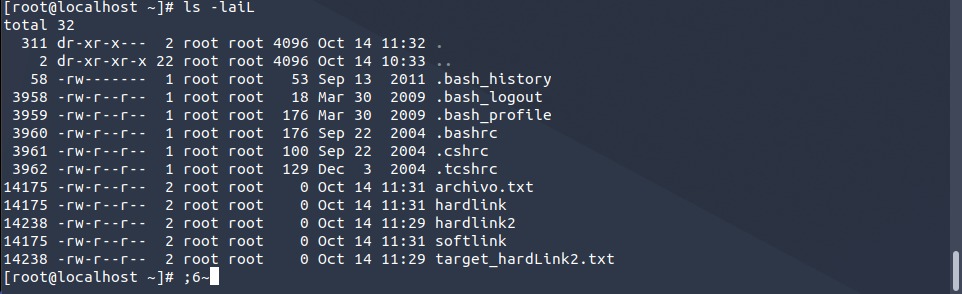 [root@localhost ~]# ls -laiL
total 32
  311 dr-xr-x---  2 root root 4096 Oct 14 11:32 .
    2 dr-xr-xr-x 22 root root 4096 Oct 14 10:33 ..
   58 -rw-------  1 root root   53 Sep 13  2011 .bash_history
 3958 -rw-r--r--  1 root root   18 Mar 30  2009 .bash_logout
 3959 -rw-r--r--  1 root root  176 Mar 30  2009 .bash_profile
 3960 -rw-r--r--  1 root root  176 Sep 22  2004 .bashrc
 3961 -rw-r--r--  1 root root  100 Sep 22  2004 .cshrc
 3962 -rw-r--r--  1 root root  129 Dec  3  2004 .tcshrc
14175 -rw-r--r--  2 root root    0 Oct 14 11:31 archivo.txt
14175 -rw-r--r--  2 root root    0 Oct 14 11:31 hardlink
14238 -rw-r--r--  2 root root    0 Oct 14 11:29 hardlink2
14175 -rw-r--r--  2 root root    0 Oct 14 11:31 softlink
14238 -rw-r--r--  2 root root    0 Oct 14 11:29 target_hardLink2.txt
[root@localhost ~]# ;6~